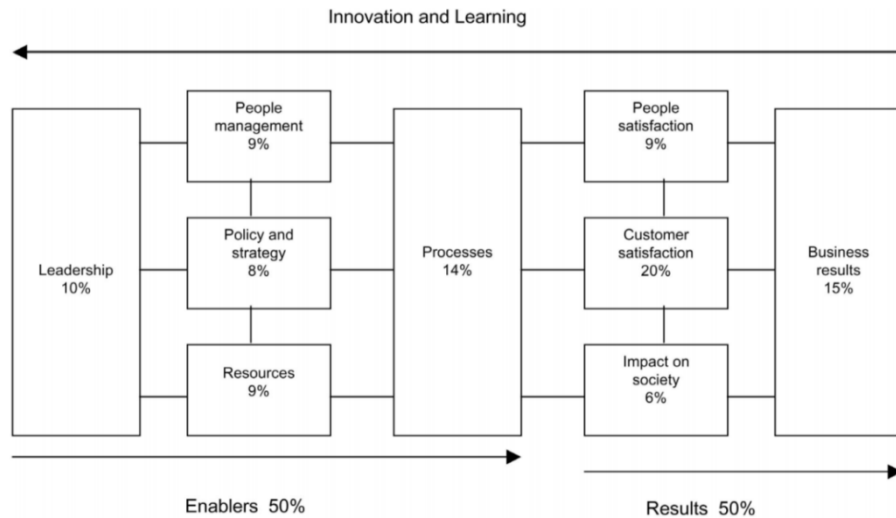 Innovation and Learning
Leadership
10%
People
management
9%
Policy and
strategy
8%
Resources
9%
Processes
14%
People
satisfaction
9%
Customer
satisfaction
20%
Impact on
society
6%
Business
results
15%
Enablers 50%
Results 50%